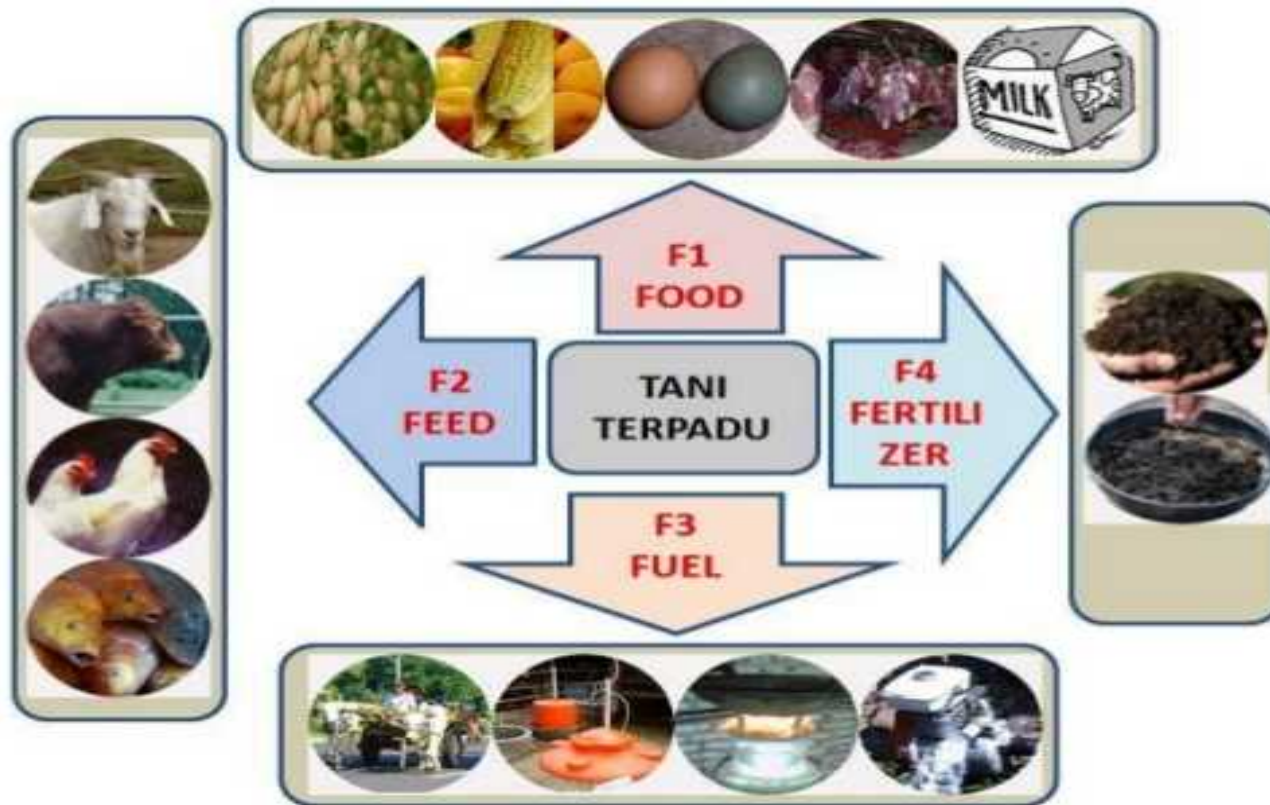 MILK
F1
FOOD
F2
FEED
TANI
TERPADU
F4
FERTILI
ZER
F3
FUEL